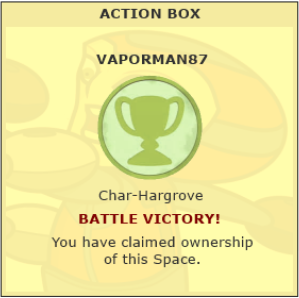 ACTION BOX
VAPORMAN87
Char-Hargrove
BATTLE VICTORY!
You have claimed ownership
of this Space.